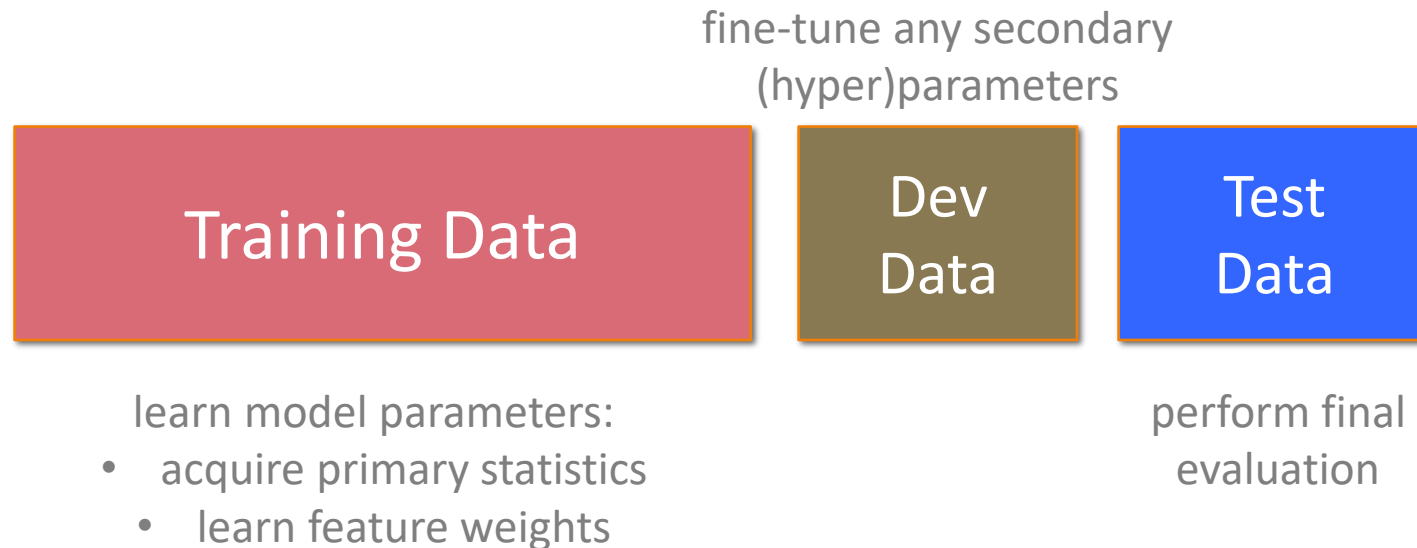 fine-tune any secondary
(hyper)parameters
Training Data
Dev
Data
Test
Data
learn model parameters:
• acquire primary statistics
• learn feature weights
perform final
evaluation